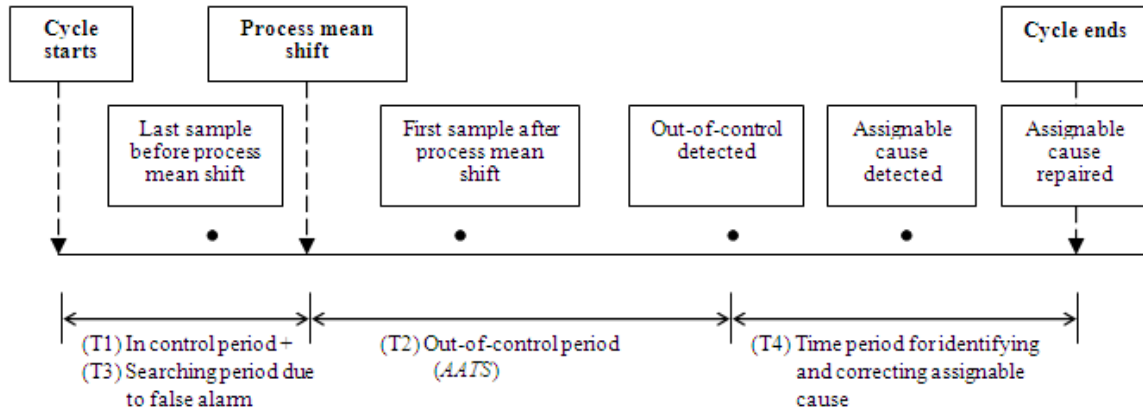 Cycle
starts
Process mean
shift
Cycle ends
Last sample
before process
mean shift
First sample after
process mean
shift
Out-of-control
detected
Assignable
cause
detected
Assignable
cause
repaired
(T1) In control period +
(T3) Searching period due
to false alarm
(T2) Out-of-control period
(AATS)
(T4) Time period for identifying
and correcting assignable
cause